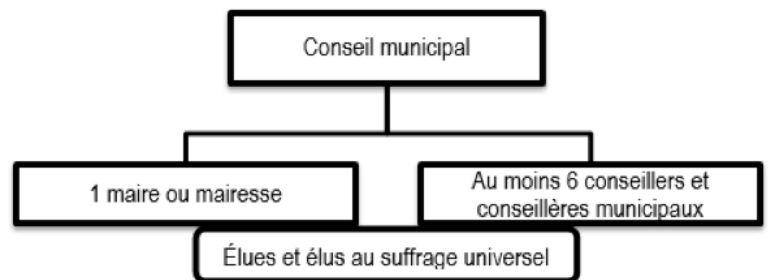 Conseil municipal
1 maire ou mairesse
Au moins 6 conseillers et
conseillères municipaux
Élues et élus au suffrage universel